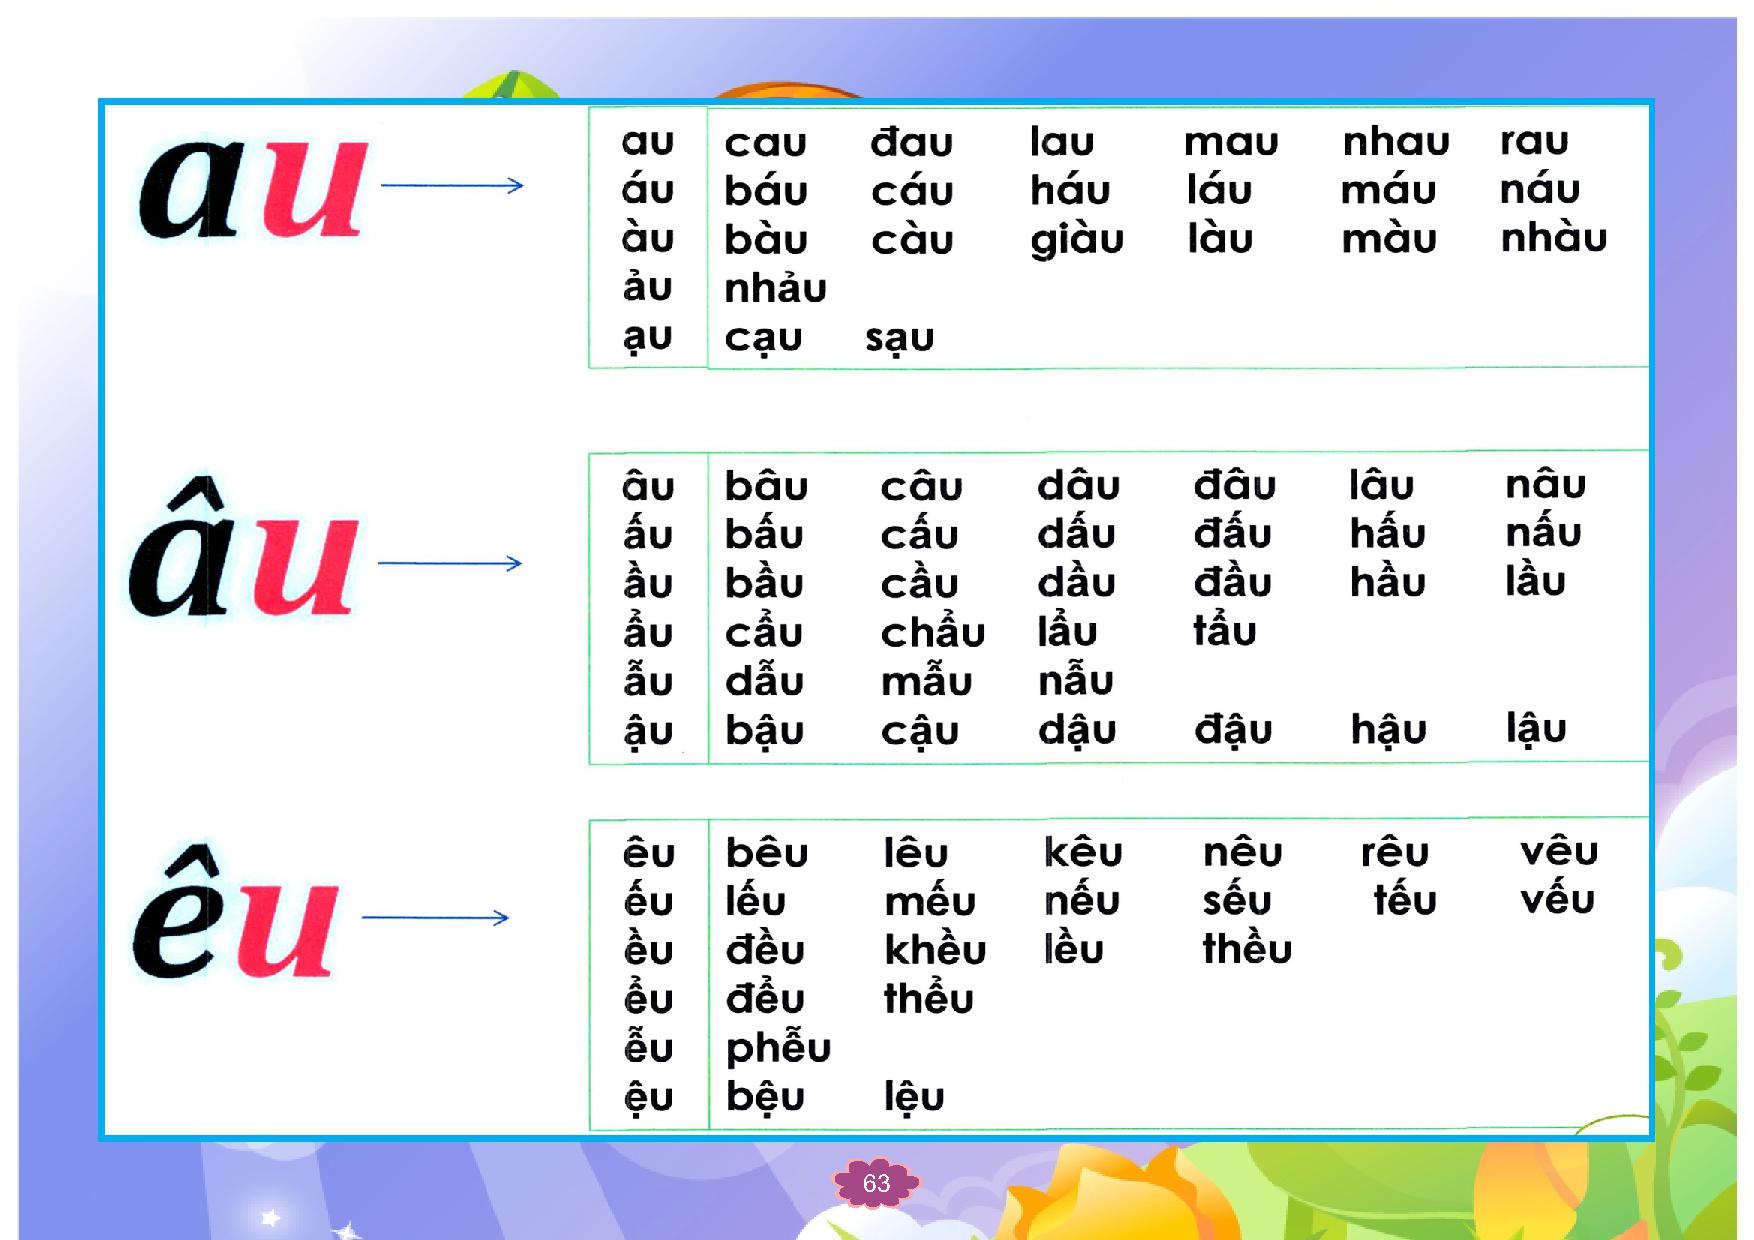 au
au cau đau lau mau nhau rau
áu báu cáu háu láu máu náu
àu bàu càu giàu làu màu nhàu
ảu nhảu
ạu cạu sạu
âu
âu bâu câu dâu đâu lâu nâu
ấu bấu cấu dấu đấu hấu nấu
ầu bầu cầu dầu đầu hầu lầu
ẩu cẩu chẩu lẩu tẩu
ẫu dẫu mẫu nẫu
ậu bậu cậu dậu đậu hậu lậu
êu
êu bêu lêu kêu nêu rêu vêu
ếu lếu mếu nếu sếu tếu vếu
ều đều khều lều thều
ểu đểu thểu
ễu phễu
ệu bệu lệu
63